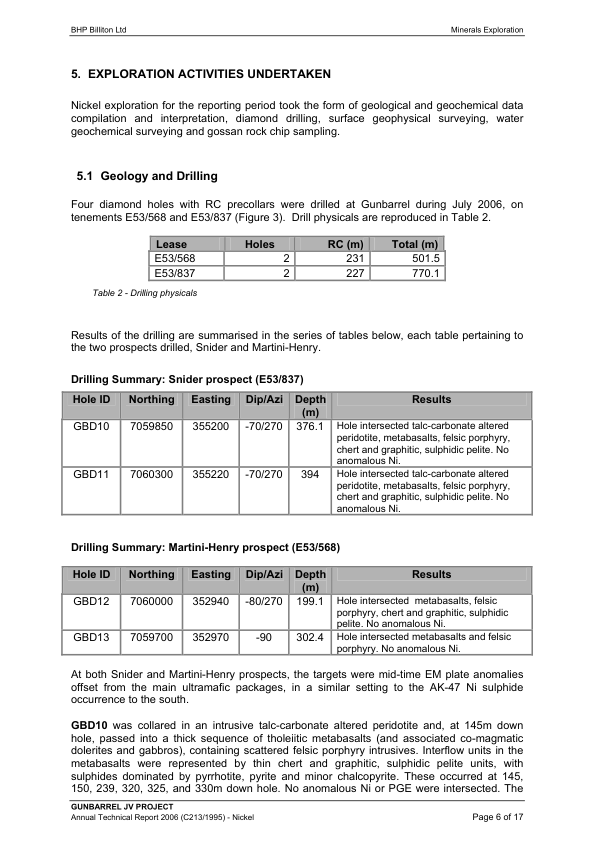 BHP Billiton Ltd Minerals Exploration
5. EXPLORATION ACTIVITIES UNDERTAKEN
Nickel exploration for the reporting period took the form of geological and geochemical data
compilation and interpretation, diamond drilling, surface geophysical surveying, water
geochemical surveying and gossan rock chip sampling.
5.1 Geology and Drilling
Four diamond holes with RC precollars were drilled at Gunbarrel during July 2006, on
tenements E53/568 and E53/837 (Figure 3). Drill physicals are reproduced in Table 2.
Lease Holes RC (m) Total (m)
E53/568 2 231 501.5
E53/837 2 227 770.1
Table 2 - Drilling physicals
Results of the drilling are summarised in the series of tables below, each table pertaining to
the two prospects drilled, Snider and Martini-Henry.
Drilling Summary: Snider prospect (E53/837)
Hole ID Northing Easting Dip/Azi Depth Results
(m)
GBD10 7059850 355200 -70/270 376.1 Hole intersected talc-carbonate altered
peridotite, metabasalts, felsic porphyry,
chert and graphitic, sulphidic pelite. No
anomalous Ni.
GBD11 7060300 355220 -70/270 394 Hole intersected talc-carbonate altered
peridotite, metabasalts, felsic porphyry,
chert and graphitic, sulphidic pelite. No
anomalous Ni.
Drilling Summary: Martini-Henry prospect (E53/568)
Hole ID Northing Easting Dip/Azi Depth Results
(m)
GBD12 7060000 352940 -80/270 199.1 Hole intersected metabasalts, felsic
porphyry, chert and graphitic, sulphidic
pelite. No anomalous Ni.
GBD13 7059700 352970 -90 302.4 Hole intersected metabasalts and felsic
porphyry. No anomalous Ni.
At both Snider and Martini-Henry prospects, the targets were mid-time EM plate anomalies
offset from the main ultramafic packages, in a similar setting to the AK-47 Ni sulphide
occurrence to the south.
GBD10 was collared in an intrusive talc-carbonate altered peridotite and, at 145m down
hole, passed into a thick sequence of tholeiitic metabasalts (and associated co-magmatic
dolerites and gabbros), containing scattered felsic porphyry intrusives. Interflow units in the
metabasalts were represented by thin chert and graphitic, sulphidic pelite units, with
sulphides dominated by pyrrhotite, pyrite and minor chalcopyrite. These occurred at 145,
150, 239, 320, 325, and 330m down hole. No anomalous Ni or PGE were intersected. The
GUNBARREL JV PROJECT
Annual Technical Report 2006 (C213/1995) - Nickel Page 6 of 17